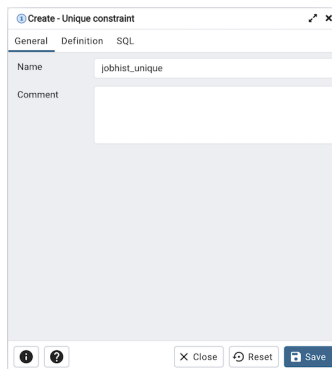 Create - Unique constraint
General Definition SQL
Name jobhist_unique
Comment
Close Reset Save